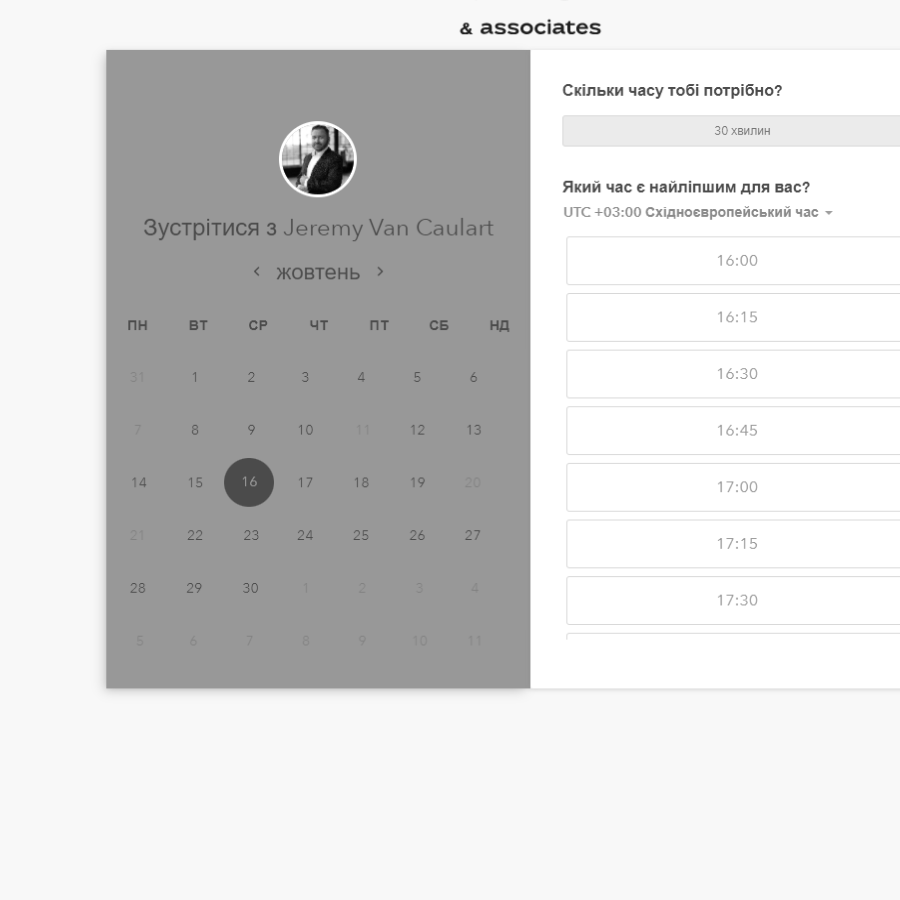 & associates
Зустрітися з Jeremy Van Caulart
жовтень
ПН ВТ СР ЧТ ПТ СБ НД
31 1 2 3 4 5 6
7 8 9 10 11 12 13
14 15 16 17 18 19 20
21 22 23 24 25 26 27
28 29 30 1 2 3 4
5 6 7 8 9 10 11
Скільки часу тобі потрібно?
30 хвилин
Який час є найліпшим для вас?
UTC +03:00 Східноєвропейський час
16:00
16:15
16:30
16:45
17:00
17:15
17:30